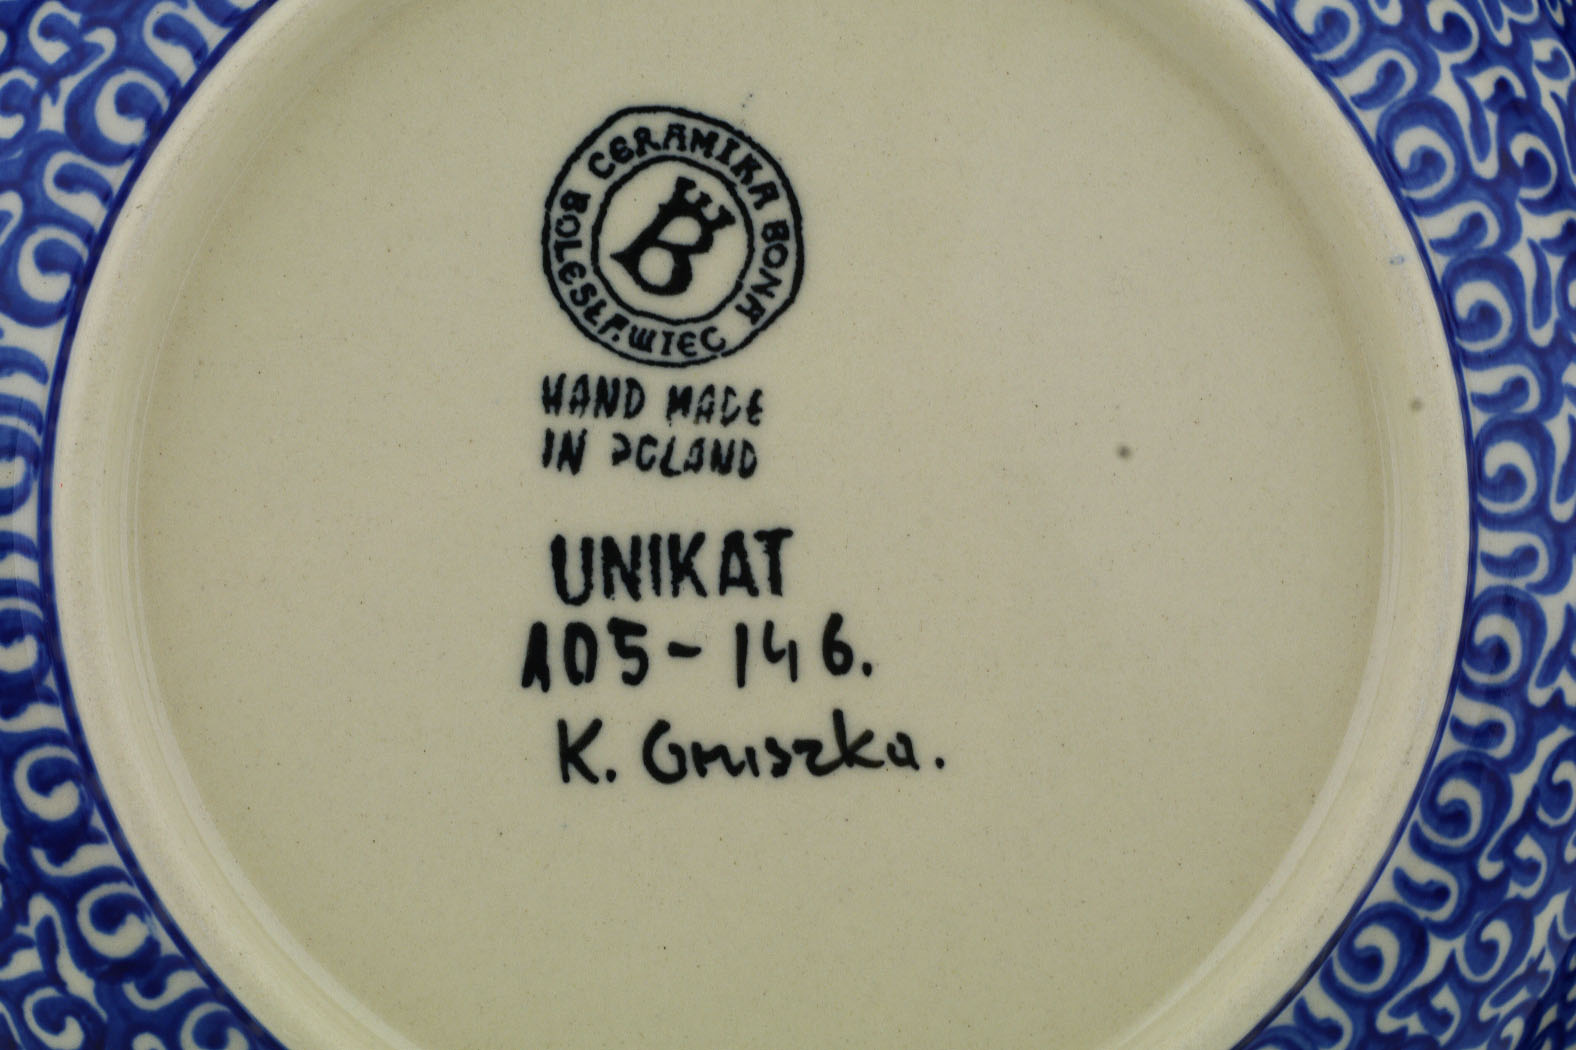 CERAMIKA BONA
BOLESŁAWIEC
B
HAND MADE
IN POLAND
UNIKAT
105-146.
K. Gniszka.